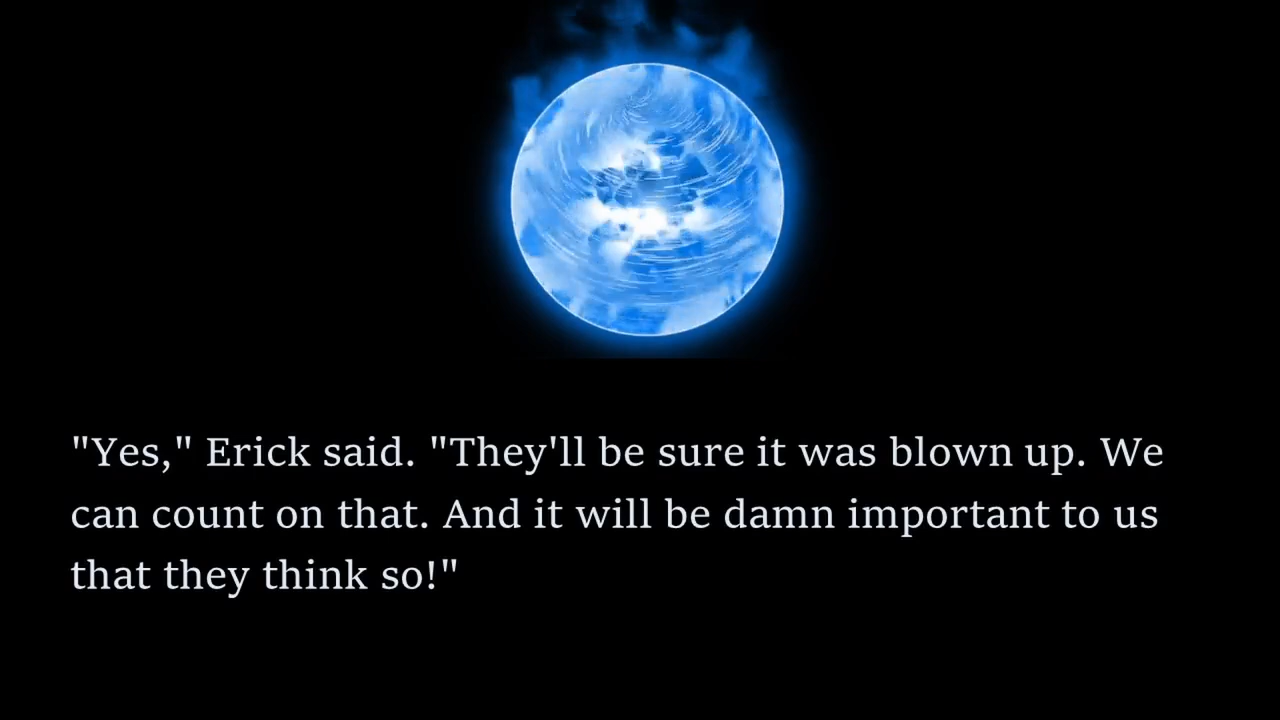 "Yes," Erick said. "They'll be sure it was blown up. We
can count on that. And it will be damn important to us
that they think so!"